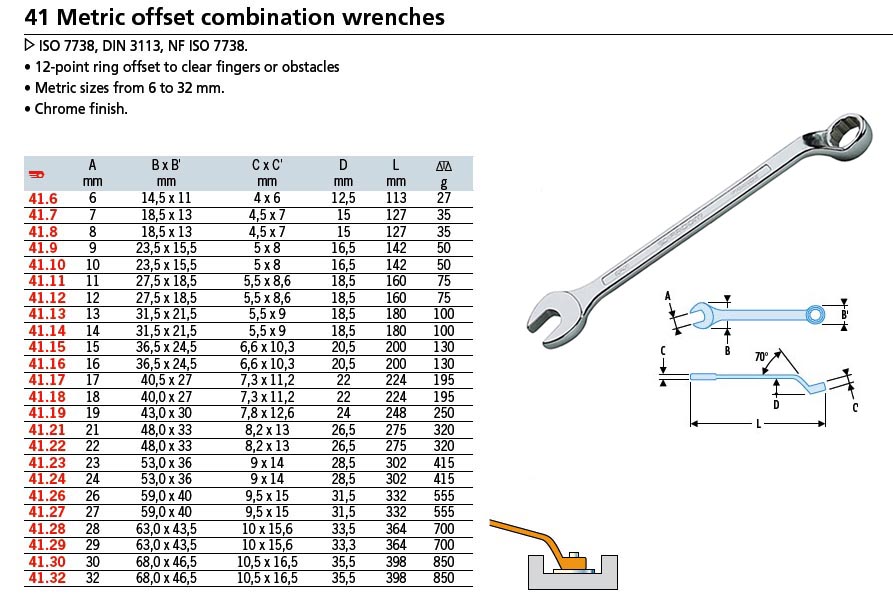 41 Metric offset combination wrenches
▷ ISO 7738, DIN 3113, NF ISO 7738.
• 12-point ring offset to clear fingers or obstacles
• Metric sizes from 6 to 32 mm.
• Chrome finish.
A B x B' C x C' D L
mm mm mm mm mm g
41.6 6 14,5 x 11 4 x 6 12,5 113 27
41.7 7 18,5 x 13 4,5 x 7 15 127 35
41.8 8 18,5 x 13 4,5 x 7 15 127 35
41.9 9 23,5 x 15,5 5 x 8 16,5 142 50
41.10 10 23,5 x 15,5 5 x 8 16,5 142 50
41.11 11 27,5 x 18,5 5,5 x 8,6 18,5 160 75
41.12 12 27,5 x 18,5 5,5 x 8,6 18,5 160 75
41.13 13 31,5 x 21,5 5,5 x 9 18,5 180 100
41.14 14 31,5 x 21,5 5,5 x 9 18,5 180 100
41.15 15 36,5 x 24,5 6,6 x 10,3 20,5 200 130
41.16 16 36,5 x 24,5 6,6 x 10,3 20,5 200 130
41.17 17 40,5 x 27 7,3 x 11,2 22 224 195
41.18 18 40,0 x 27 7,3 x 11,2 22 224 195
41.19 19 43,0 x 30 7,8 x 12,6 24 248 250
41.21 21 48,0 x 33 8,2 x 13 26,5 275 320
41.22 22 48,0 x 33 8,2 x 13 26,5 275 320
41.23 23 53,0 x 36 9 x 14 28,5 302 415
41.24 24 53,0 x 36 9 x 14 28,5 302 415
41.26 26 59,0 x 40 9,5 x 15 31,5 332 555
41.27 27 59,0 x 40 9,5 x 15 31,5 332 555
41.28 28 63,0 x 43,5 10 x 15,6 33,5 364 700
41.29 29 63,0 x 43,5 10 x 15,6 33,3 364 700
41.30 30 68,0 x 46,5 10,5 x 16,5 35,5 398 850
41.32 32 68,0 x 46,5 10,5 x 16,5 35,5 398 850
A
B'
B
C
70°
D
C'
L